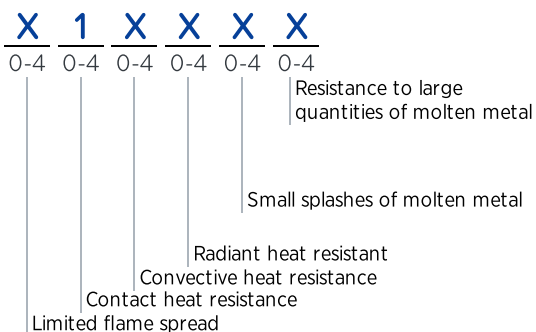 X 1 X X X X
0-4 0-4 0-4 0-4 0-4 0-4
Resistance to large
quantities of molten metal
Small splashes of molten metal
Radiant heat resistant
Convective heat resistance
Contact heat resistance
Limited flame spread